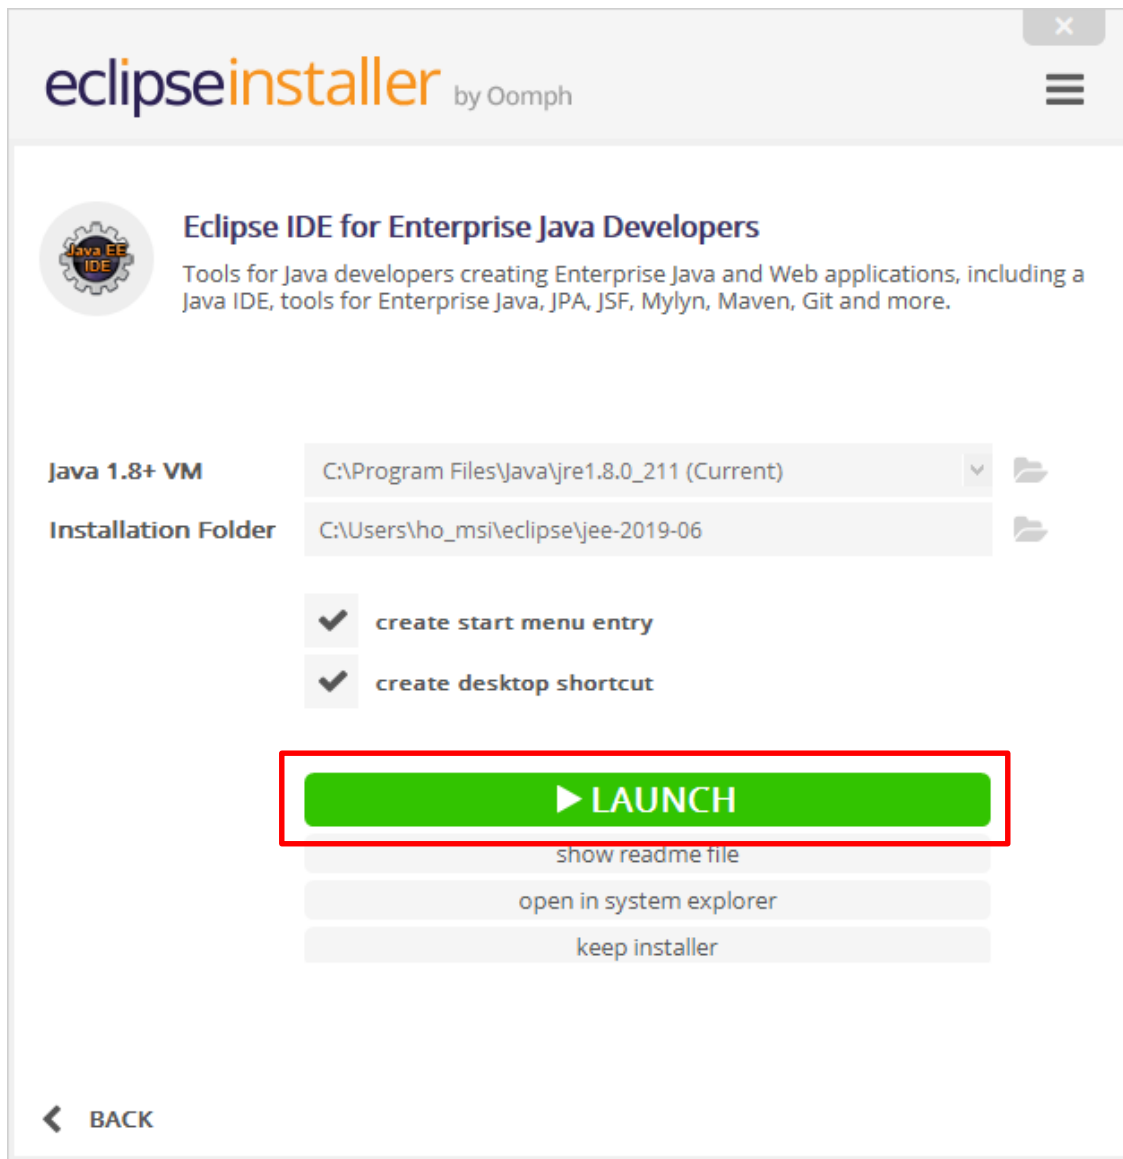 ×
eclipseinstaller by Oomph
Java EE
IDE
Eclipse IDE for Enterprise Java Developers
Tools for Java developers creating Enterprise Java and Web applications, including a
Java IDE, tools for Enterprise Java, JPA, JSF, Mylyn, Maven, Git and more.
Java 1.8+ VM C:\Program Files\Java\jre1.8.0_211 (Current)
Installation Folder C:\Users\ho_msi\eclipse\jee-2019-06
create start menu entry
create desktop shortcut
LAUNCH
show readme file
open in system explorer
keep installer
BACK